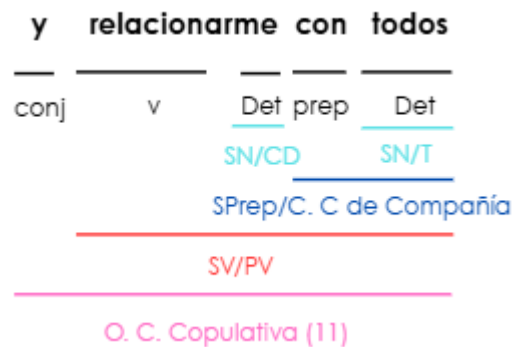 y relacionarme con todos
conj v Det prep Det
SN/CD SN/T
SPrep/C. C de Compañía
SV/PV
O. C. Copulativa (11)